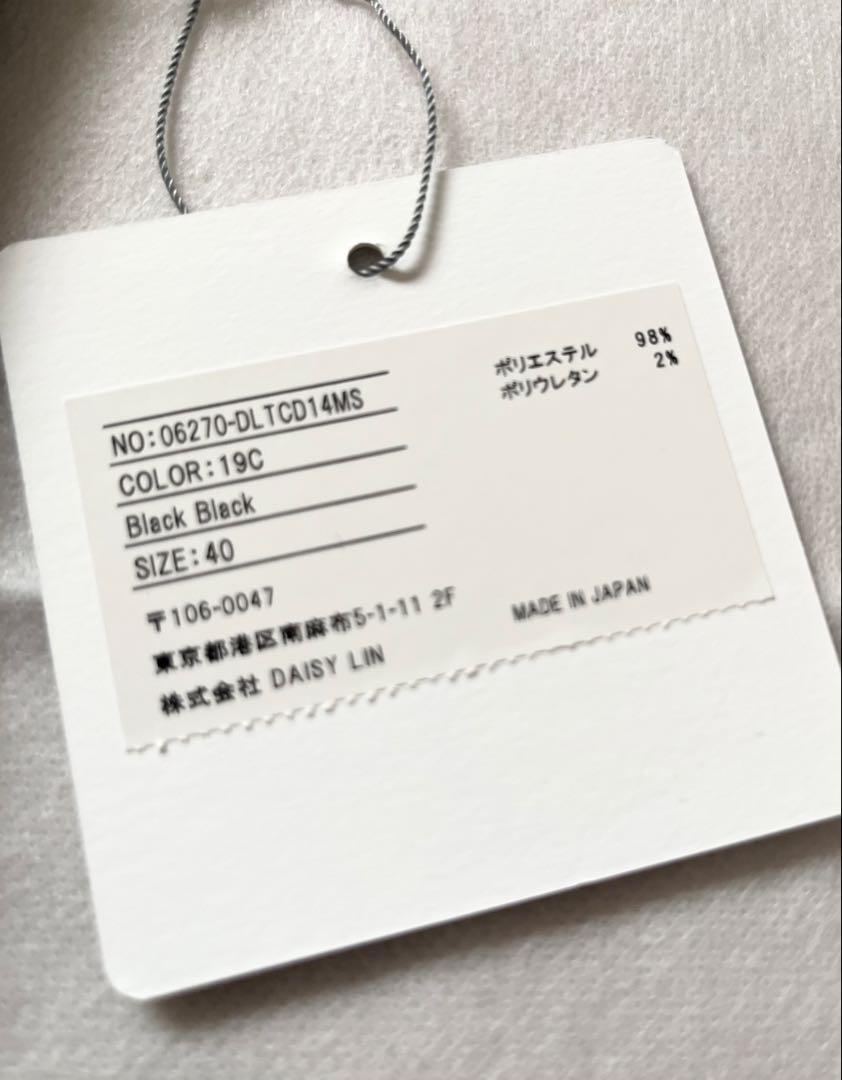 NO:06270-DLTCD14MS
COLOR:19C
Black Black
SIZE:40
ポリエステル 98%
ポリウレタン 2%
〒106-0047
東京都港区南麻布5-1-11 2F
株式会社 DAISY LIN
MADE IN JAPAN